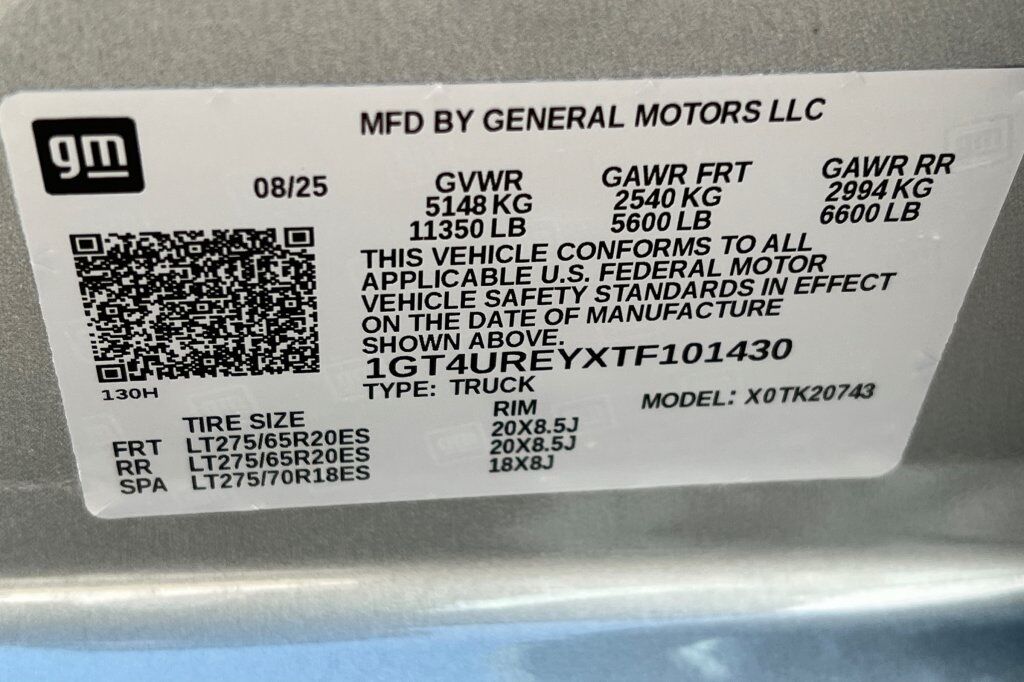 gm
MFD BY GENERAL MOTORS LLC
08/25
GVWR
5148 KG
11350 LB
GAWR FRT
2540 KG
5600 LB
GAWR RR
2994 KG
6600 LB
THIS VEHICLE CONFORMS TO ALL
APPLICABLE U.S. FEDERAL MOTOR
VEHICLE SAFETY STANDARDS IN EFFECT
ON THE DATE OF MANUFACTURE
SHOWN ABOVE.
1GT4UREYXTF101430
TYPE: TRUCK
MODEL: X0TK20743
130H
TIRE SIZE
RIM
FRT LT275/65R20ES 20X8.5J
RR LT275/65R20ES 20X8.5J
SPA LT275/70R18ES 18X8J